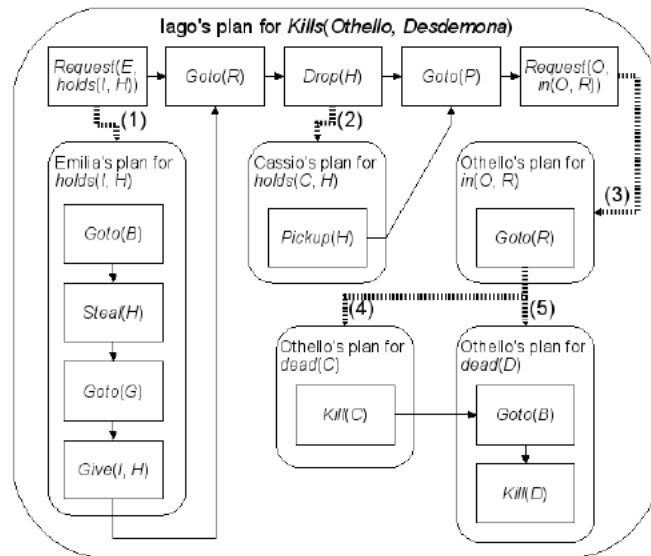 Iago's plan for Kills(Othello, Desdemona)
Request(E,
holds(I, H))
Goto(R)
Drop(H)
Goto(P)
Request(O,
in(O, R))
(1)
(2)
(3)
Emilia's plan for
holds(I, H)
Goto(B)
Steal(H)
Goto(G)
Give(I, H)
Cassio's plan for
holds(C, H)
Pickup(H)
Othello's plan for
in(O, R)
Goto(R)
(4)
(5)
Othello's plan for
dead(C)
Kill(C)
Othello's plan for
dead(D)
Goto(B)
Kill(D)